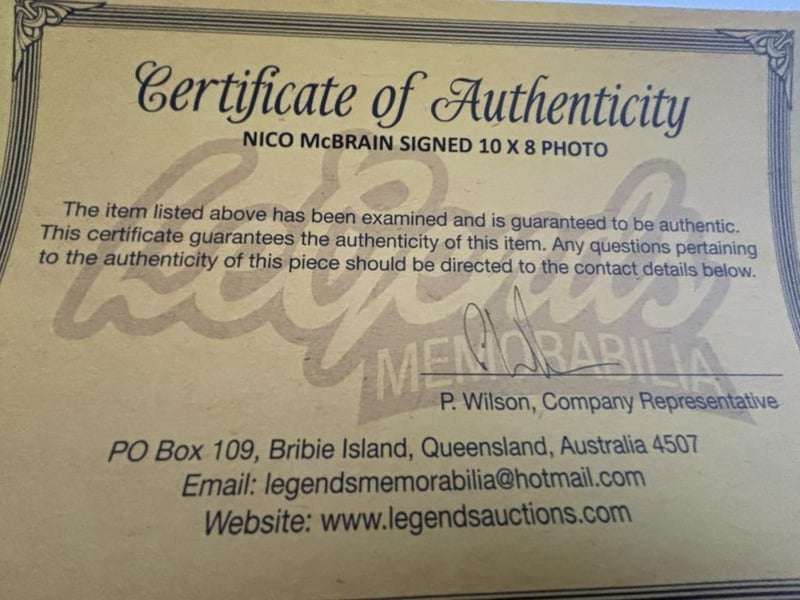 Certificate of Authenticity
NICO McBRAIN SIGNED 10 X 8 PHOTO
The item listed above has been examined and is guaranteed to be authentic.
This certificate guarantees the authenticity of this item. Any questions pertaining
to the authenticity of this piece should be directed to the contact details below.
Legends
MEMORABILIA
P. Wilson, Company Representative
PO Box 109, Bribie Island, Queensland, Australia 4507
Email: legendsmemorabilia@hotmail.com
Website: www.legendsauctions.com